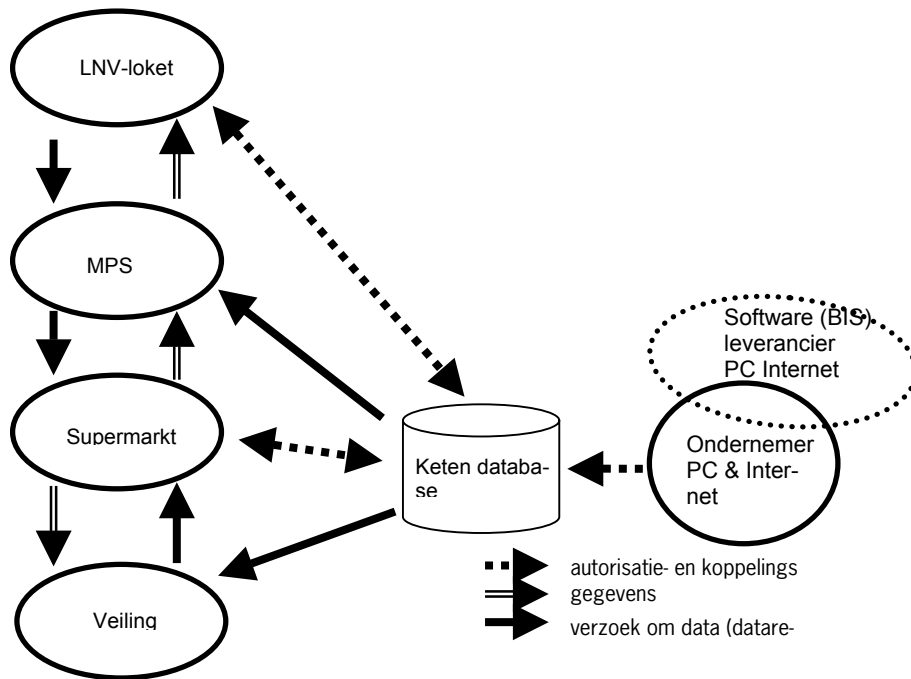 LNV-loket
MPS
Supermarkt
Veiling
Keten databa-
se
Software (BIS)
leverancier
PC Internet
Ondernemer
PC & Inter-
net
autorisatie- en koppelings
gegevens
verzoek om data (datare-